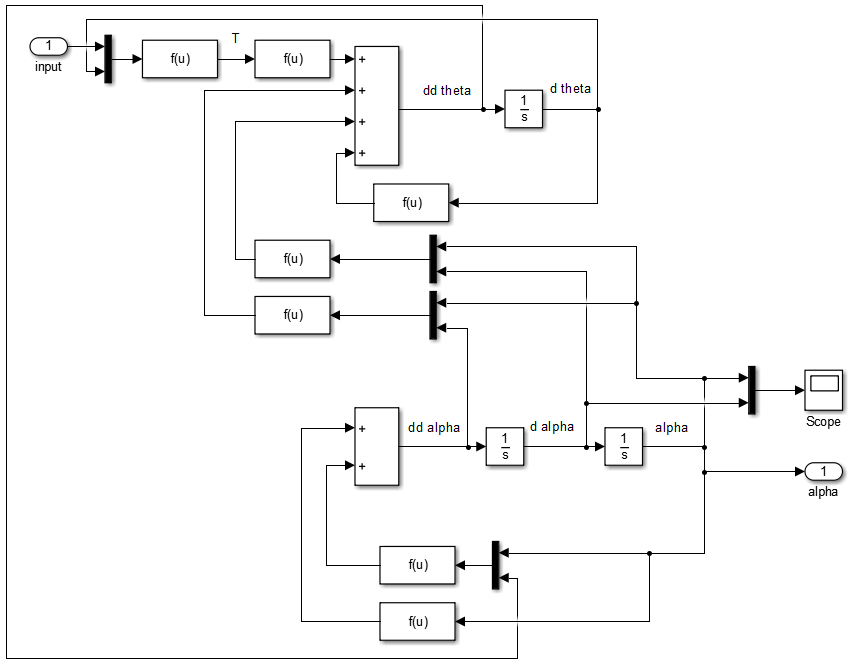 1
input
f(u)
T
f(u)
+
+
+
+
dd theta
1
s
d theta
f(u)
f(u)
f(u)
+
+
dd alpha
1
s
d alpha
1
s
alpha
Scope
1
alpha
f(u)
f(u)